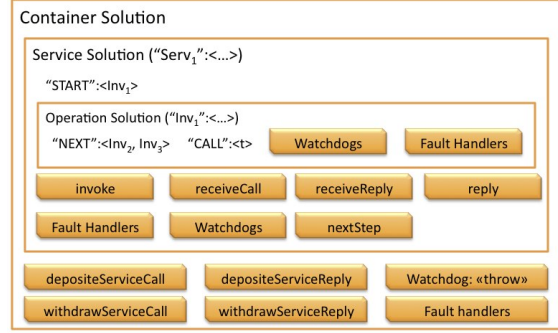 Container Solution
Service Solution (“Serv1”:<...>)
“START”:<Inv1>
Operation Solution (“Inv1”:<...>)
“NEXT”:<Inv2, Inv3> “CALL”:<t> Watchdogs Fault Handlers
invoke receiveCall receiveReply reply
Fault Handlers Watchdogs nextStep
depositeServiceCall depositeServiceReply Watchdog: «throw»
withdrawServiceCall withdrawServiceReply Fault handlers